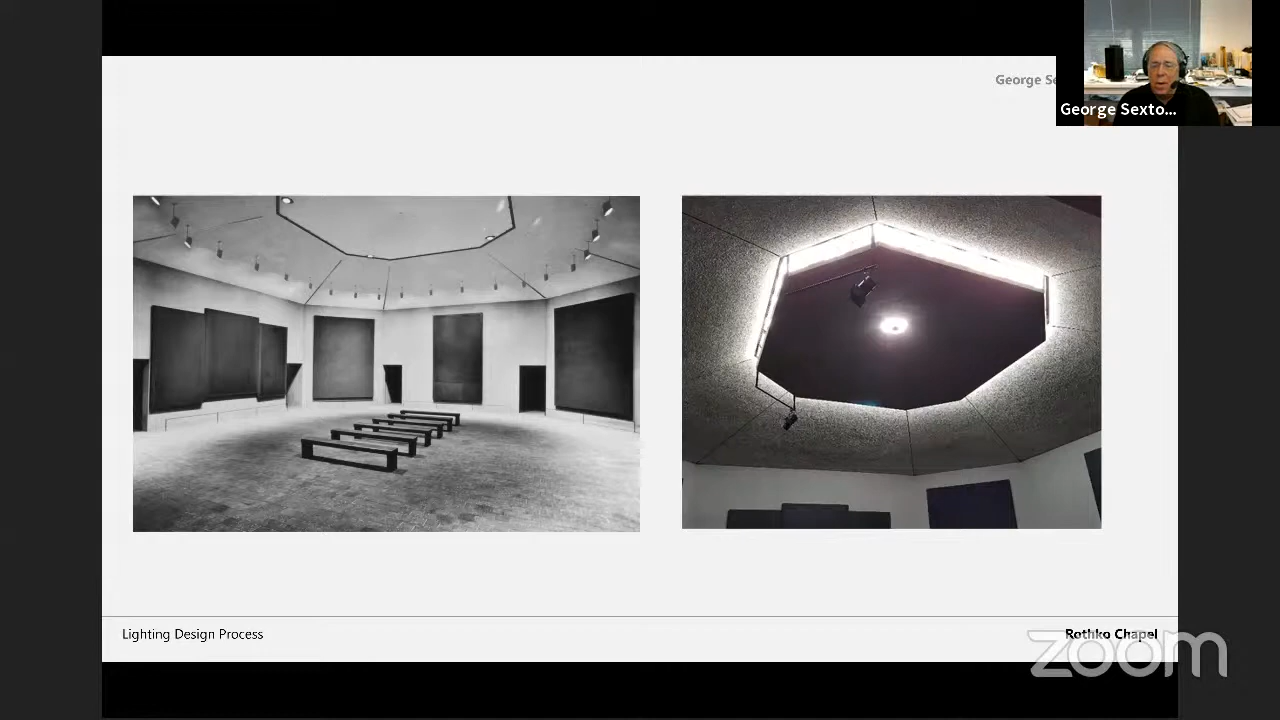 George Se
George Sexto...
Lighting Design Process
Rothko Chapel
zoom